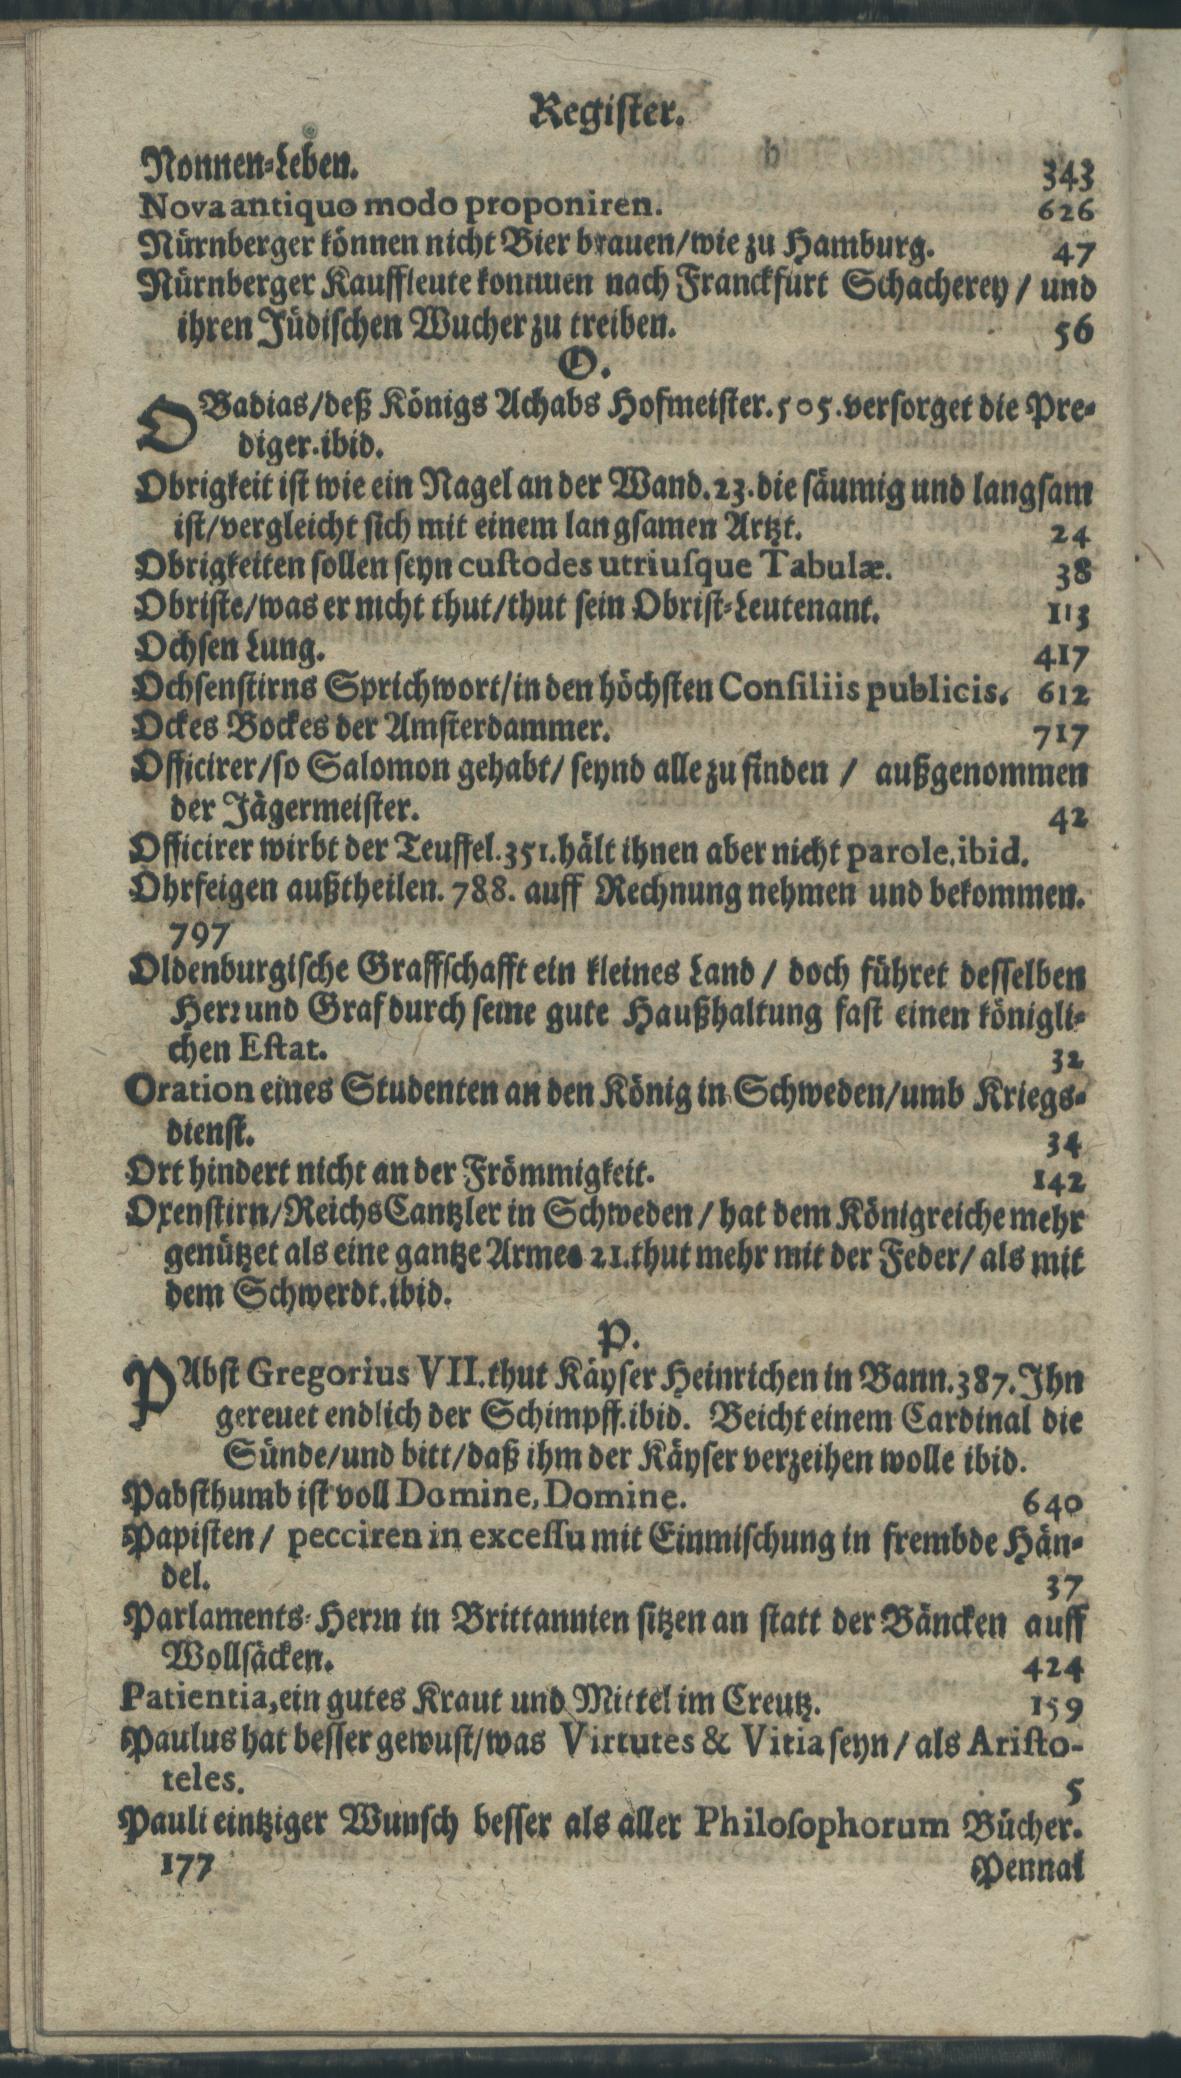 Register.
Nonnen-Leben. 343
Nova antiquo modo proponiren. 626
Nürnberger können nicht Bier brauen/wie zu Hamburg. 47
Nürnberger Kauffleute kommen nach Franckfurt Schacherey / und
ihren Jüdischen Wucher zu treiben. 56
O.
OBadias/deß Königs Achabs Hofmeister. 505. versorget die Pre-
diger. ibid.
Obrigkeit ist wie ein Nagel an der Wand. 23. die säumig und langsam
ist/vergleicht sich mit einem langsamen Artzt. 24
Obrigkeiten sollen seyn custodes utriusque Tabulæ. 38
Obriste/was er nicht thut/thut sein Obrist-Leutenant. 113
Ochsen Lung. 417
Ochsenstirns Sprichwort/in den höchsten Consiliis publicis. 612
Ockes Bockes der Amsterdammer. 717
Officirer/so Salomon gehabt/ seynd alle zu finden / außgenommen
der Jägermeister. 42
Officirer wirbt der Teuffel. 351. hält ihnen aber nicht parole. ibid.
Ohrfeigen außtheilen. 788. auff Rechnung nehmen und bekommen.
797
Oldenburgische Graffschafft ein kleines Land / doch führet desselben
Herr und Graf durch seine gute Haußhaltung fast einen königli-
chen Estat. 32
Oration eines Studenten an den König in Schweden/umb Kriegs-
dienst. 34
Ort hindert nicht an der Frömmigkeit. 142
Oxenstirn/ReichsCantzler in Schweden / hat dem Königreiche mehr
genützet als eine gantze Armee 21. thut mehr mit der Feder/ als mit
dem Schwerdt. ibid.
P.
PAbst Gregorius VII. thut Käyser Heinrichen in Bann. 387. Ihn
gereuet endlich der Schimpff. ibid. Beicht einem Cardinal die
Sünde/und bitt/daß ihm der Käyser verzeihen wolle ibid.
Pabsthumb ist voll Domine, Domine. 640
Papisten / pecciren in excessu mit Einmischung in frembde Hän-
del. 37
Parlaments-Herrn in Brittannien sitzen an statt der Bäncken auff
Wollsäcken. 424
Patientia, ein gutes Kraut und Mittel im Creutz. 159
Paulus hat besser gewust/was Virtutes & Vitia seyn / als Aristo-
teles. 5
Pauli eintziger Wunsch besser als aller Philosophorum Bücher.
177 Pennal